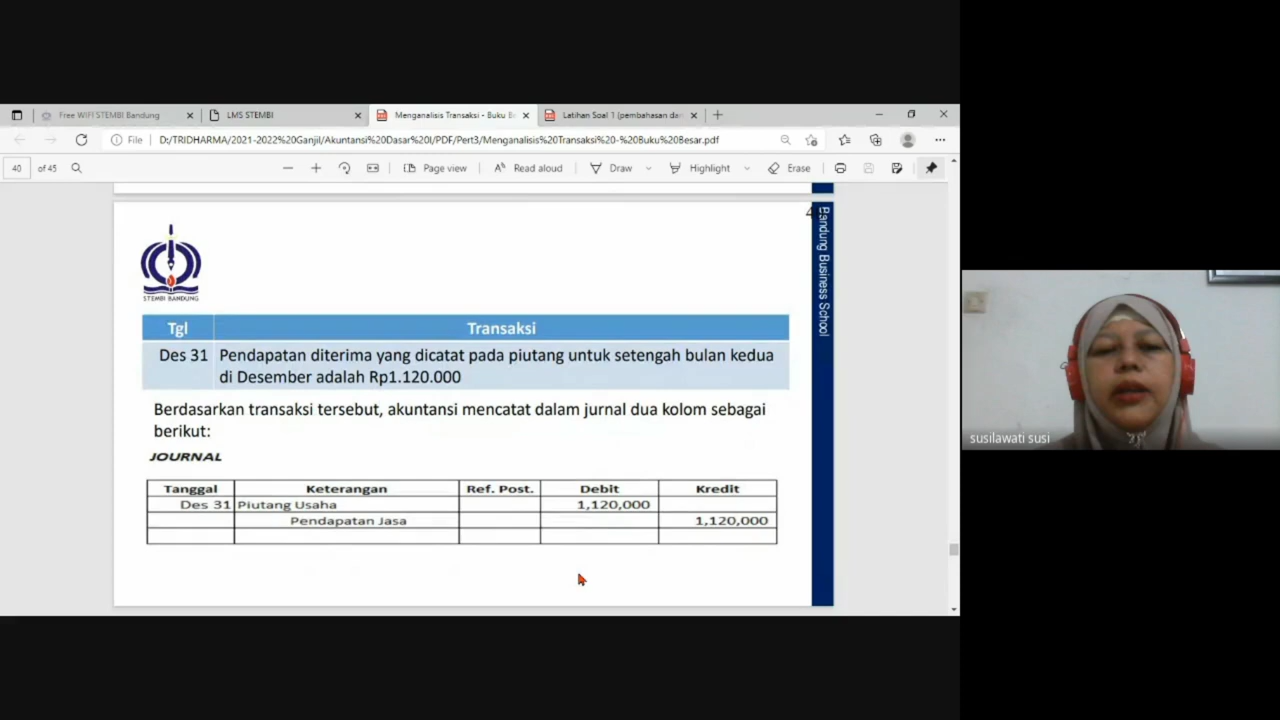 Free WIFI STEMBI Bandung
LMS STEMBI
Menganalisis Transaksi - Buku B
Latihan Soal 1 (pembahasan dar
File
D:/TRIDHARMA/2021-2022%20Ganjil/Akuntansi%20Dasar%20I/PDF/Pert3/Menganalisis%20Transaksi%20-%20Buku%20Besar.pdf
40 of 45
Page view
Read aloud
Draw
Highlight
Erase
4
Bandung Business School
STEMBI BANDUNG
Tgl Transaksi
Des 31 Pendapatan diterima yang dicatat pada piutang untuk setengah bulan kedua
di Desember adalah Rp1.120.000
Berdasarkan transaksi tersebut, akuntansi mencatat dalam jurnal dua kolom sebagai
berikut:
JOURNAL
Tanggal Keterangan Ref. Post. Debit Kredit
Des 31 Piutang Usaha 1,120,000
Pendapatan Jasa 1,120,000
susilawati susi